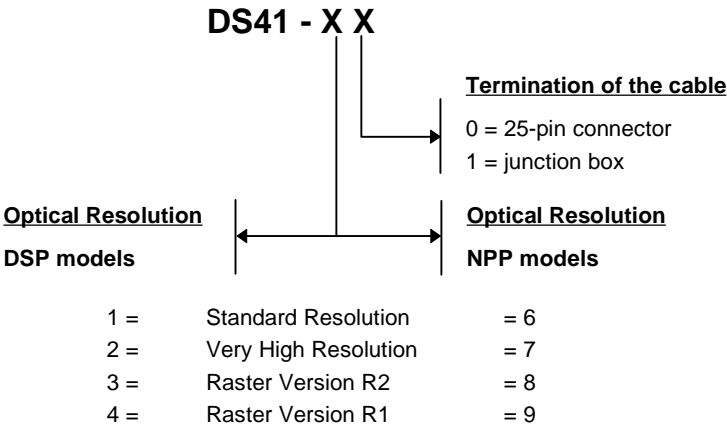 DS41 - X X
Termination of the cable
0 = 25-pin connector
1 = junction box
Optical Resolution
DSP models
Optical Resolution
NPP models
1 = Standard Resolution = 6
2 = Very High Resolution = 7
3 = Raster Version R2 = 8
4 = Raster Version R1 = 9